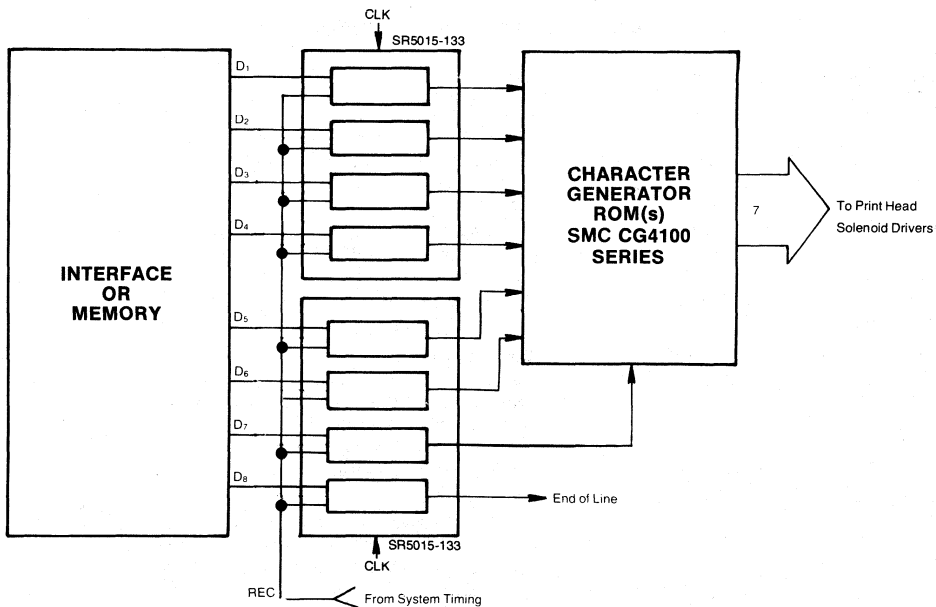 CLK
SR5015-133
D1
D2
D3
D4
INTERFACE
OR
MEMORY
D5
D6
D7
D8
CHARACTER
GENERATOR
ROM(s)
SMC CG4100
SERIES
7
To Print Head
Solenoid Drivers
End of Line
SR5015-133
CLK
REC
From System Timing